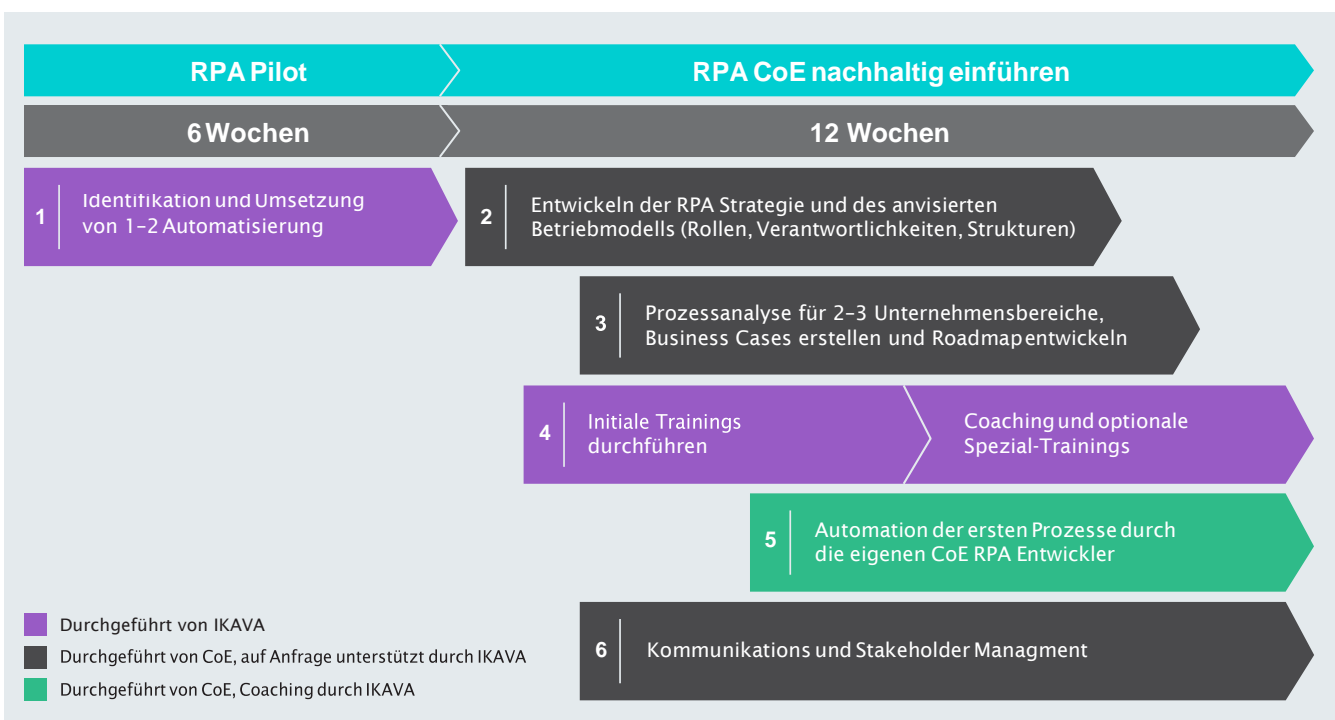 RPA Pilot
RPA CoE nachhaltig einführen
6 Wochen
12 Wochen
1
Identifikation und Umsetzung
von 1–2 Automatisierung
2
Entwickeln der RPA Strategie und des anvisierten
Betriebmodells (Rollen, Verantwortlichkeiten, Strukturen)
3
Prozessanalyse für 2–3 Unternehmensbereiche,
Business Cases erstellen und Roadmap entwickeln
4
Initiale Trainings
durchführen
Coaching und optionale
Spezial-Trainings
5
Automation der ersten Prozesse durch
die eigenen CoE RPA Entwickler
6
Kommunikations und Stakeholder Managment
Durchgeführt von IKAVA
Durchgeführt von CoE, auf Anfrage unterstützt durch IKAVA
Durchgeführt von CoE, Coaching durch IKAVA